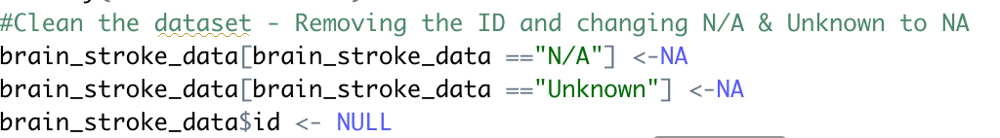 #Clean the dataset - Removing the ID and changing N/A & Unknown to NA
brain_stroke_data[brain_stroke_data =="N/A"] <-NA
brain_stroke_data[brain_stroke_data =="Unknown"] <-NA
brain_stroke_data$id <- NULL